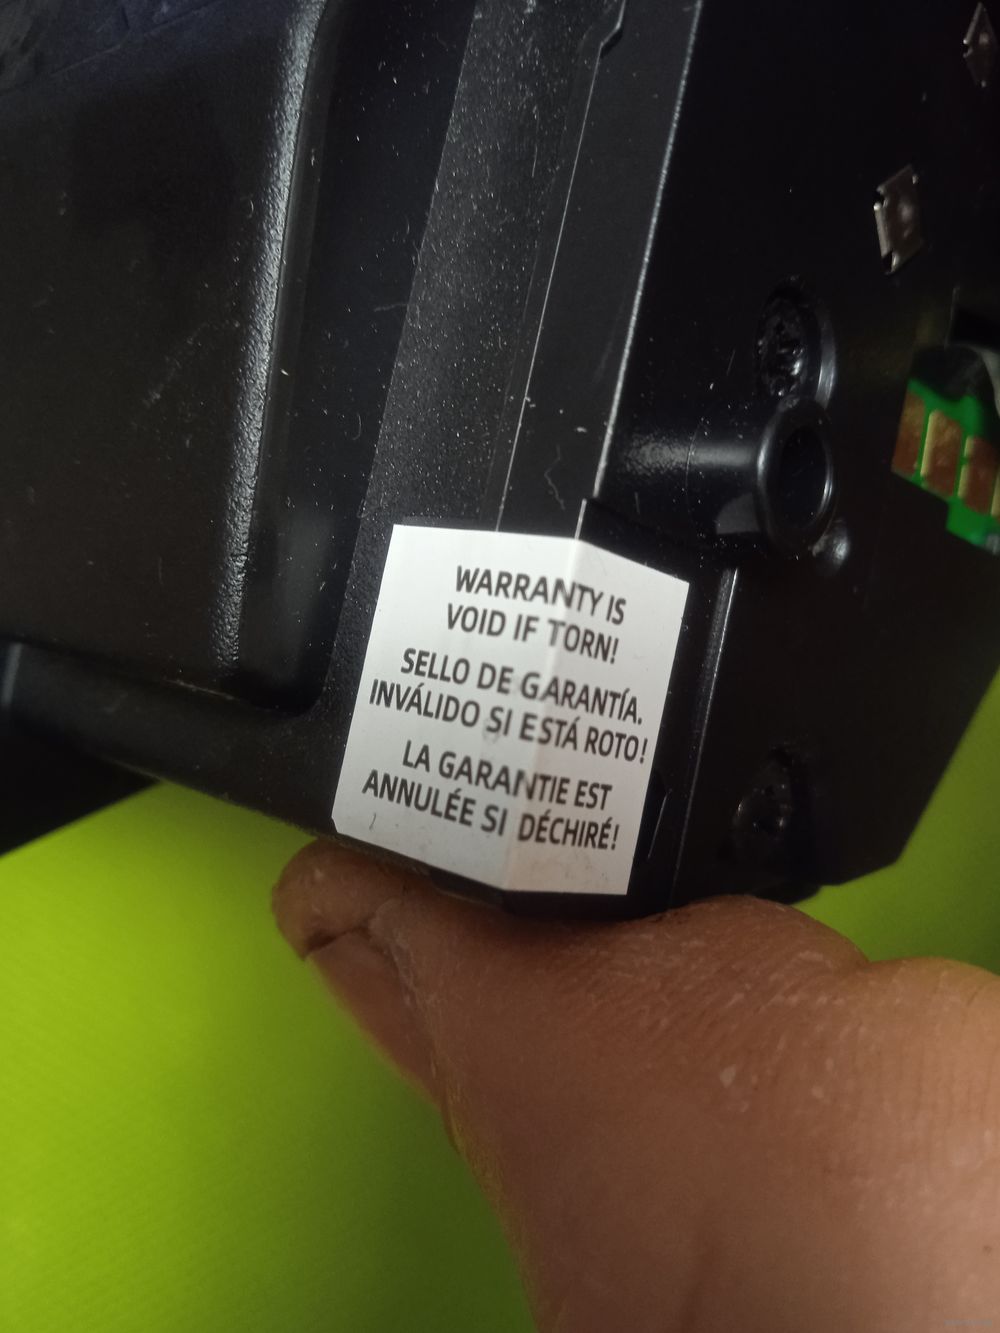 WARRANTY IS
VOID IF TORN!
SELLO DE GARANTÍA.
INVÁLIDO SI ESTÁ ROTO!
LA GARANTIE EST
ANNULÉE SI DÉCHIRÉ!